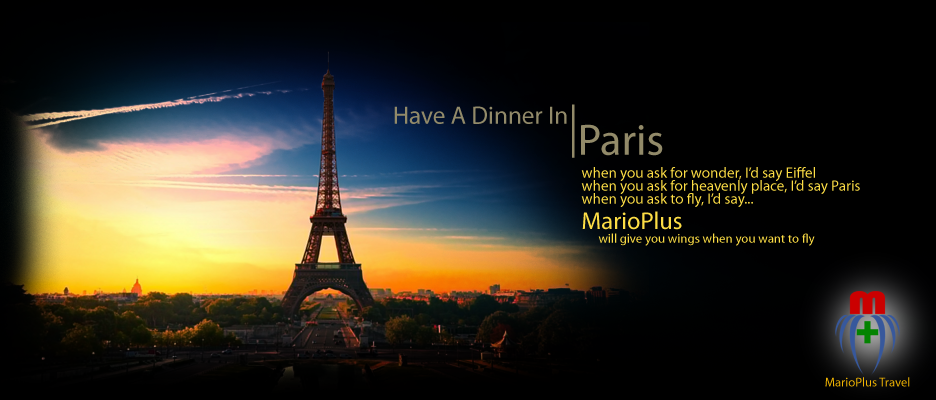 Have A Dinner In
Paris
when you ask for wonder, I'd say Eiffel
when you ask for heavenly place, I'd say Paris
when you ask to fly, I'd say...
MarioPlus
will give you wings when you want to fly
m
MarioPlus Travel